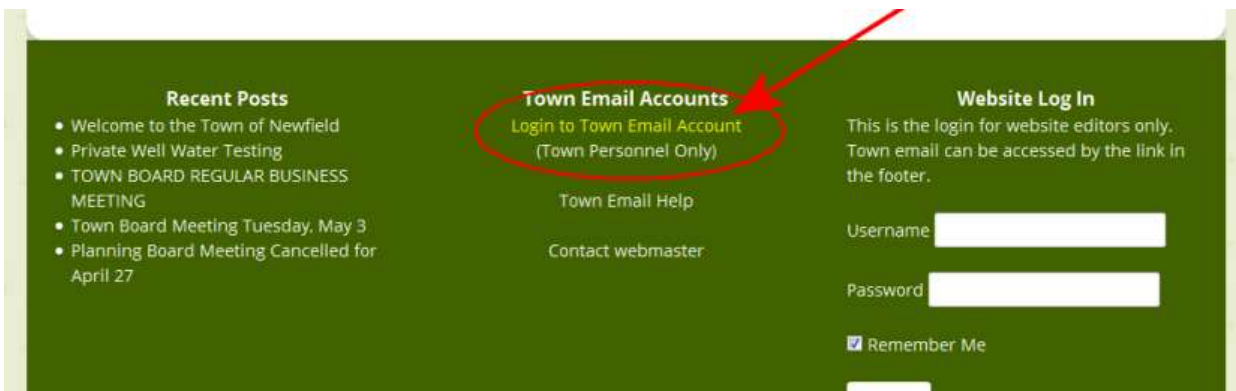 Recent Posts
Welcome to the Town of Newfield
Private Well Water Testing
TOWN BOARD REGULAR BUSINESS
MEETING
Town Board Meeting Tuesday, May 3
Planning Board Meeting Cancelled for
April 27
Town Email Accounts
Login to Town Email Account
(Town Personnel Only)
Town Email Help
Contact webmaster
Website Log In
This is the login for website editors only.
Town email can be accessed by the link in
the footer.
Username
Password
Remember Me